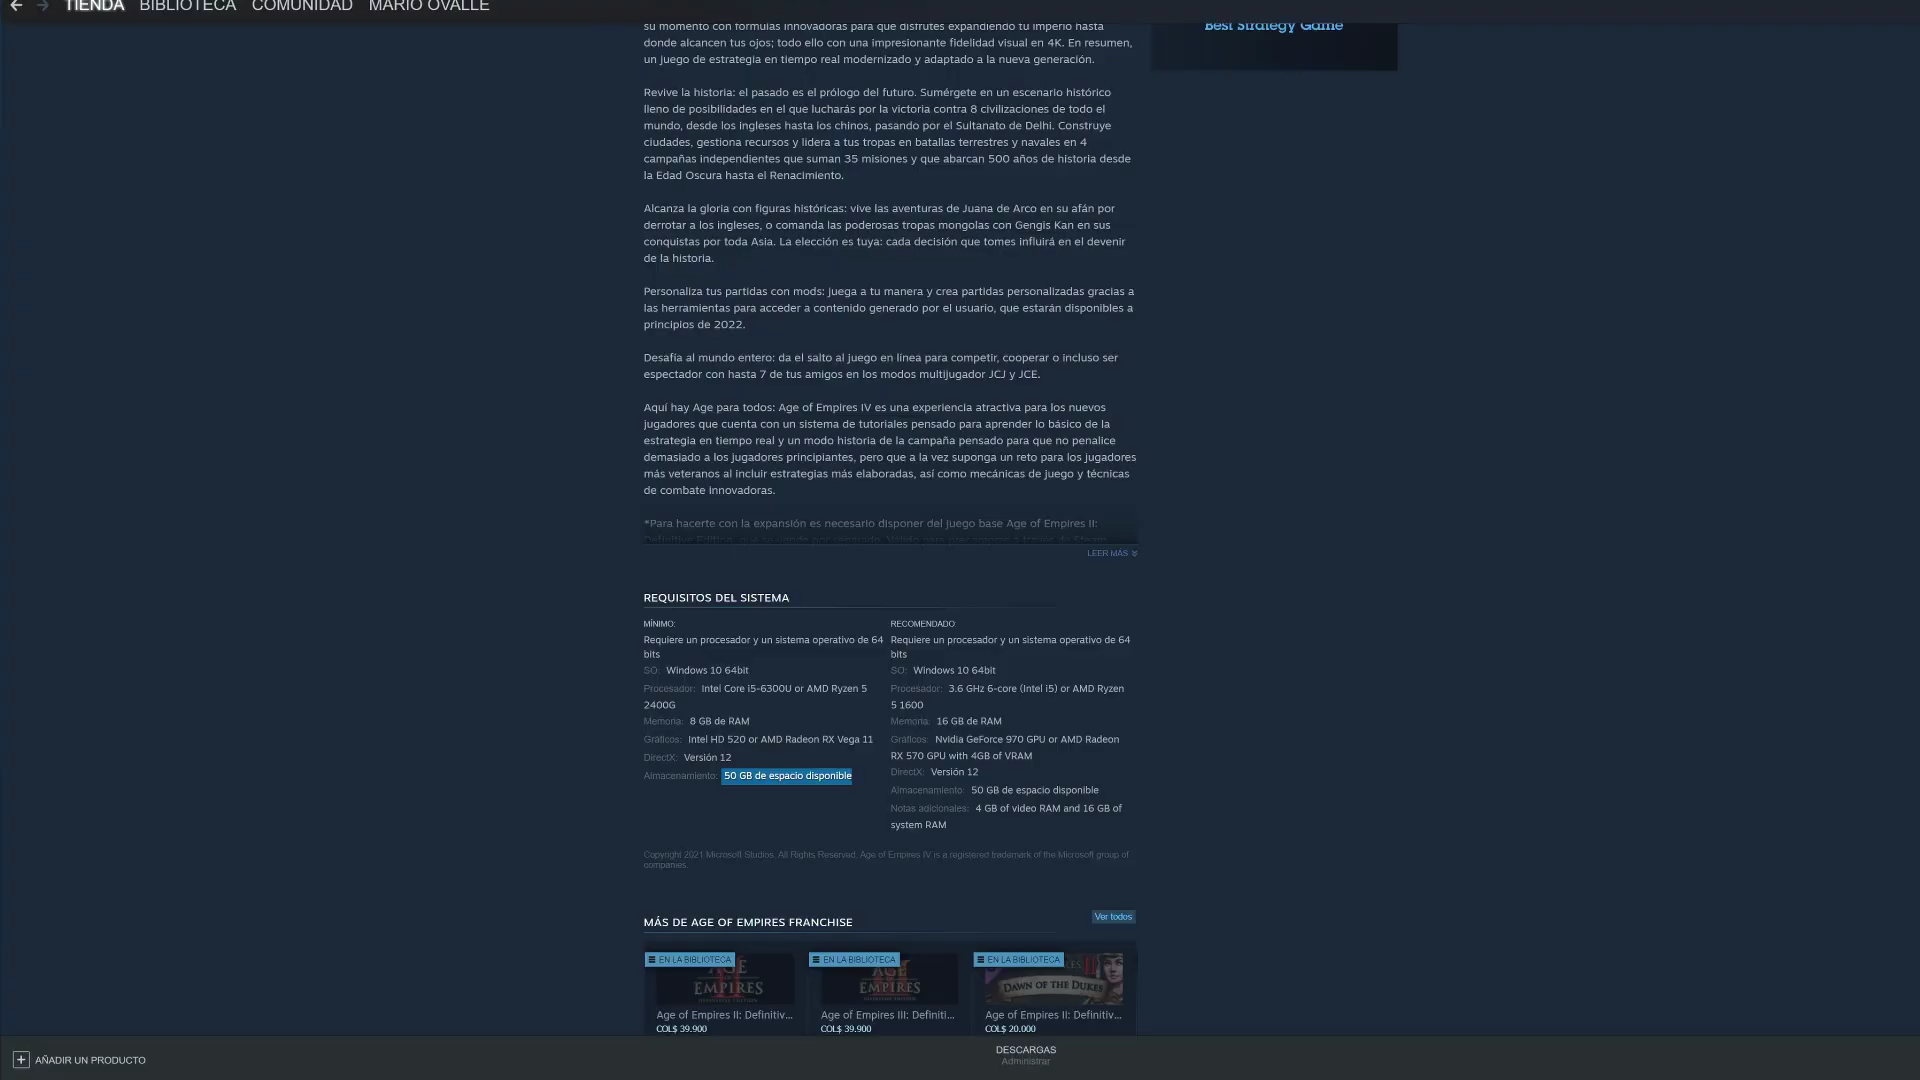 TIENDA BIBLIOTECA COMUNIDAD MARIO OVALLE
su momento con fórmulas innovadoras para que disfrutes expandiendo tu imperio hasta
donde alcancen tus ojos; todo ello con una impresionante fidelidad visual en 4K. En resumen,
un juego de estrategia en tiempo real modernizado y adaptado a la nueva generación.
Best Strategy Game
Revive la historia: el pasado es el prólogo del futuro. Sumérgete en un escenario histórico
lleno de posibilidades en el que lucharás por la victoria contra 8 civilizaciones de todo el
mundo, desde los ingleses hasta los chinos, pasando por el Sultanato de Delhi. Construye
ciudades, gestiona recursos y lidera a tus tropas en batallas terrestres y navales en 4
campañas independientes que suman 35 misiones y que abarcan 500 años de historia desde
la Edad Oscura hasta el Renacimiento.
Alcanza la gloria con figuras históricas: vive las aventuras de Juana de Arco en su afán por
derrotar a los ingleses, o comanda las poderosas tropas mongolas con Gengis Kan en sus
conquistas por toda Asia. La elección es tuya: cada decisión que tomes influirá en el devenir
de la historia.
Personaliza tus partidas con mods: juega a tu manera y crea partidas personalizadas gracias a
las herramientas para acceder a contenido generado por el usuario, que estarán disponibles a
principios de 2022.
Desafía al mundo entero: da el salto al juego en línea para competir, cooperar o incluso ser
espectador con hasta 7 de tus amigos en los modos multijugador JCJ y JCE.
Aquí hay Age para todos: Age of Empires IV es una experiencia atractiva para los nuevos
jugadores que cuenta con un sistema de tutoriales pensado para aprender lo básico de la
estrategia en tiempo real y un modo historia de la campaña pensado para que no penalice
demasiado a los jugadores principiantes, pero que a la vez suponga un reto para los jugadores
más veteranos al incluir estrategias más elaboradas, así como mecánicas de juego y técnicas
de combate innovadoras.
*Para hacerte con la expansión es necesario disponer del juego base Age of Empires II:
Definitive Edition, que se vende por separado. Válido para
LEER MÁS
REQUISITOS DEL SISTEMA
MÍNIMO:
Requiere un procesador y un sistema operativo de 64
bits
SO: Windows 10 64bit
Procesador: Intel Core i5-6300U or AMD Ryzen 5
2400G
Memoria: 8 GB de RAM
Gráficos: Intel HD 520 or AMD Radeon RX Vega 11
DirectX: Versión 12
Almacenamiento: 50 GB de espacio disponible
RECOMENDADO:
Requiere un procesador y un sistema operativo de 64
bits
SO: Windows 10 64bit
Procesador: 3.6 GHz 6-core (Intel i5) or AMD Ryzen
5 1600
Memoria: 16 GB de RAM
Gráficos: Nvidia GeForce 970 GPU or AMD Radeon
RX 570 GPU with 4GB of VRAM
DirectX: Versión 12
Almacenamiento: 50 GB de espacio disponible
Notas adicionales: 4 GB of video RAM and 16 GB of
system RAM
Copyright 2021 Microsoft Studios. All Rights Reserved. Age of Empires IV is a registered trademark of the Microsoft group of
companies.
MÁS DE AGE OF EMPIRES FRANCHISE
Ver todos
EN LA BIBLIOTECA
AGE
II
EMPIRES
Age of Empires II: Definitiv...
COL$ 39.900
EN LA BIBLIOTECA
AGE
III
EMPIRES
Age of Empires III: Definiti...
COL$ 39.900
EN LA BIBLIOTECA
DAWN OF THE DUKES
Age of Empires II: Definitiv...
COL$ 20.000
AÑADIR UN PRODUCTO
DESCARGAS
Administrar